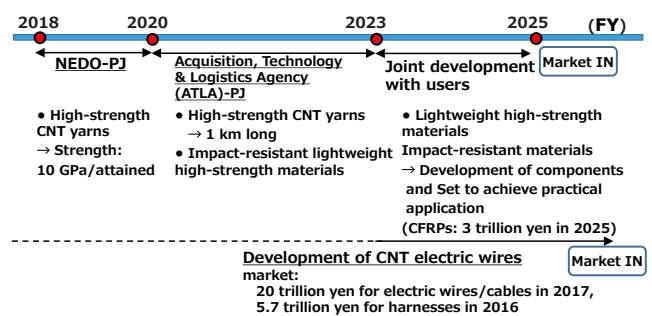 2018 2020 2023 2025 (FY)
NEDO-PJ
Acquisition, Technology
& Logistics Agency
(ATLA)-PJ
Joint development
with users
Market IN
● High-strength
CNT yarns
→ Strength:
10 GPa/attained
● High-strength CNT yarns
→ 1 km long
● Impact-resistant lightweight
high-strength materials
● Lightweight high-strength
materials
Impact-resistant materials
→ Development of components
and Set to achieve practical
application
(CFRPs: 3 trillion yen in 2025)
Market IN
Development of CNT electric wires
market:
20 trillion yen for electric wires/cables in 2017,
5.7 trillion yen for harnesses in 2016